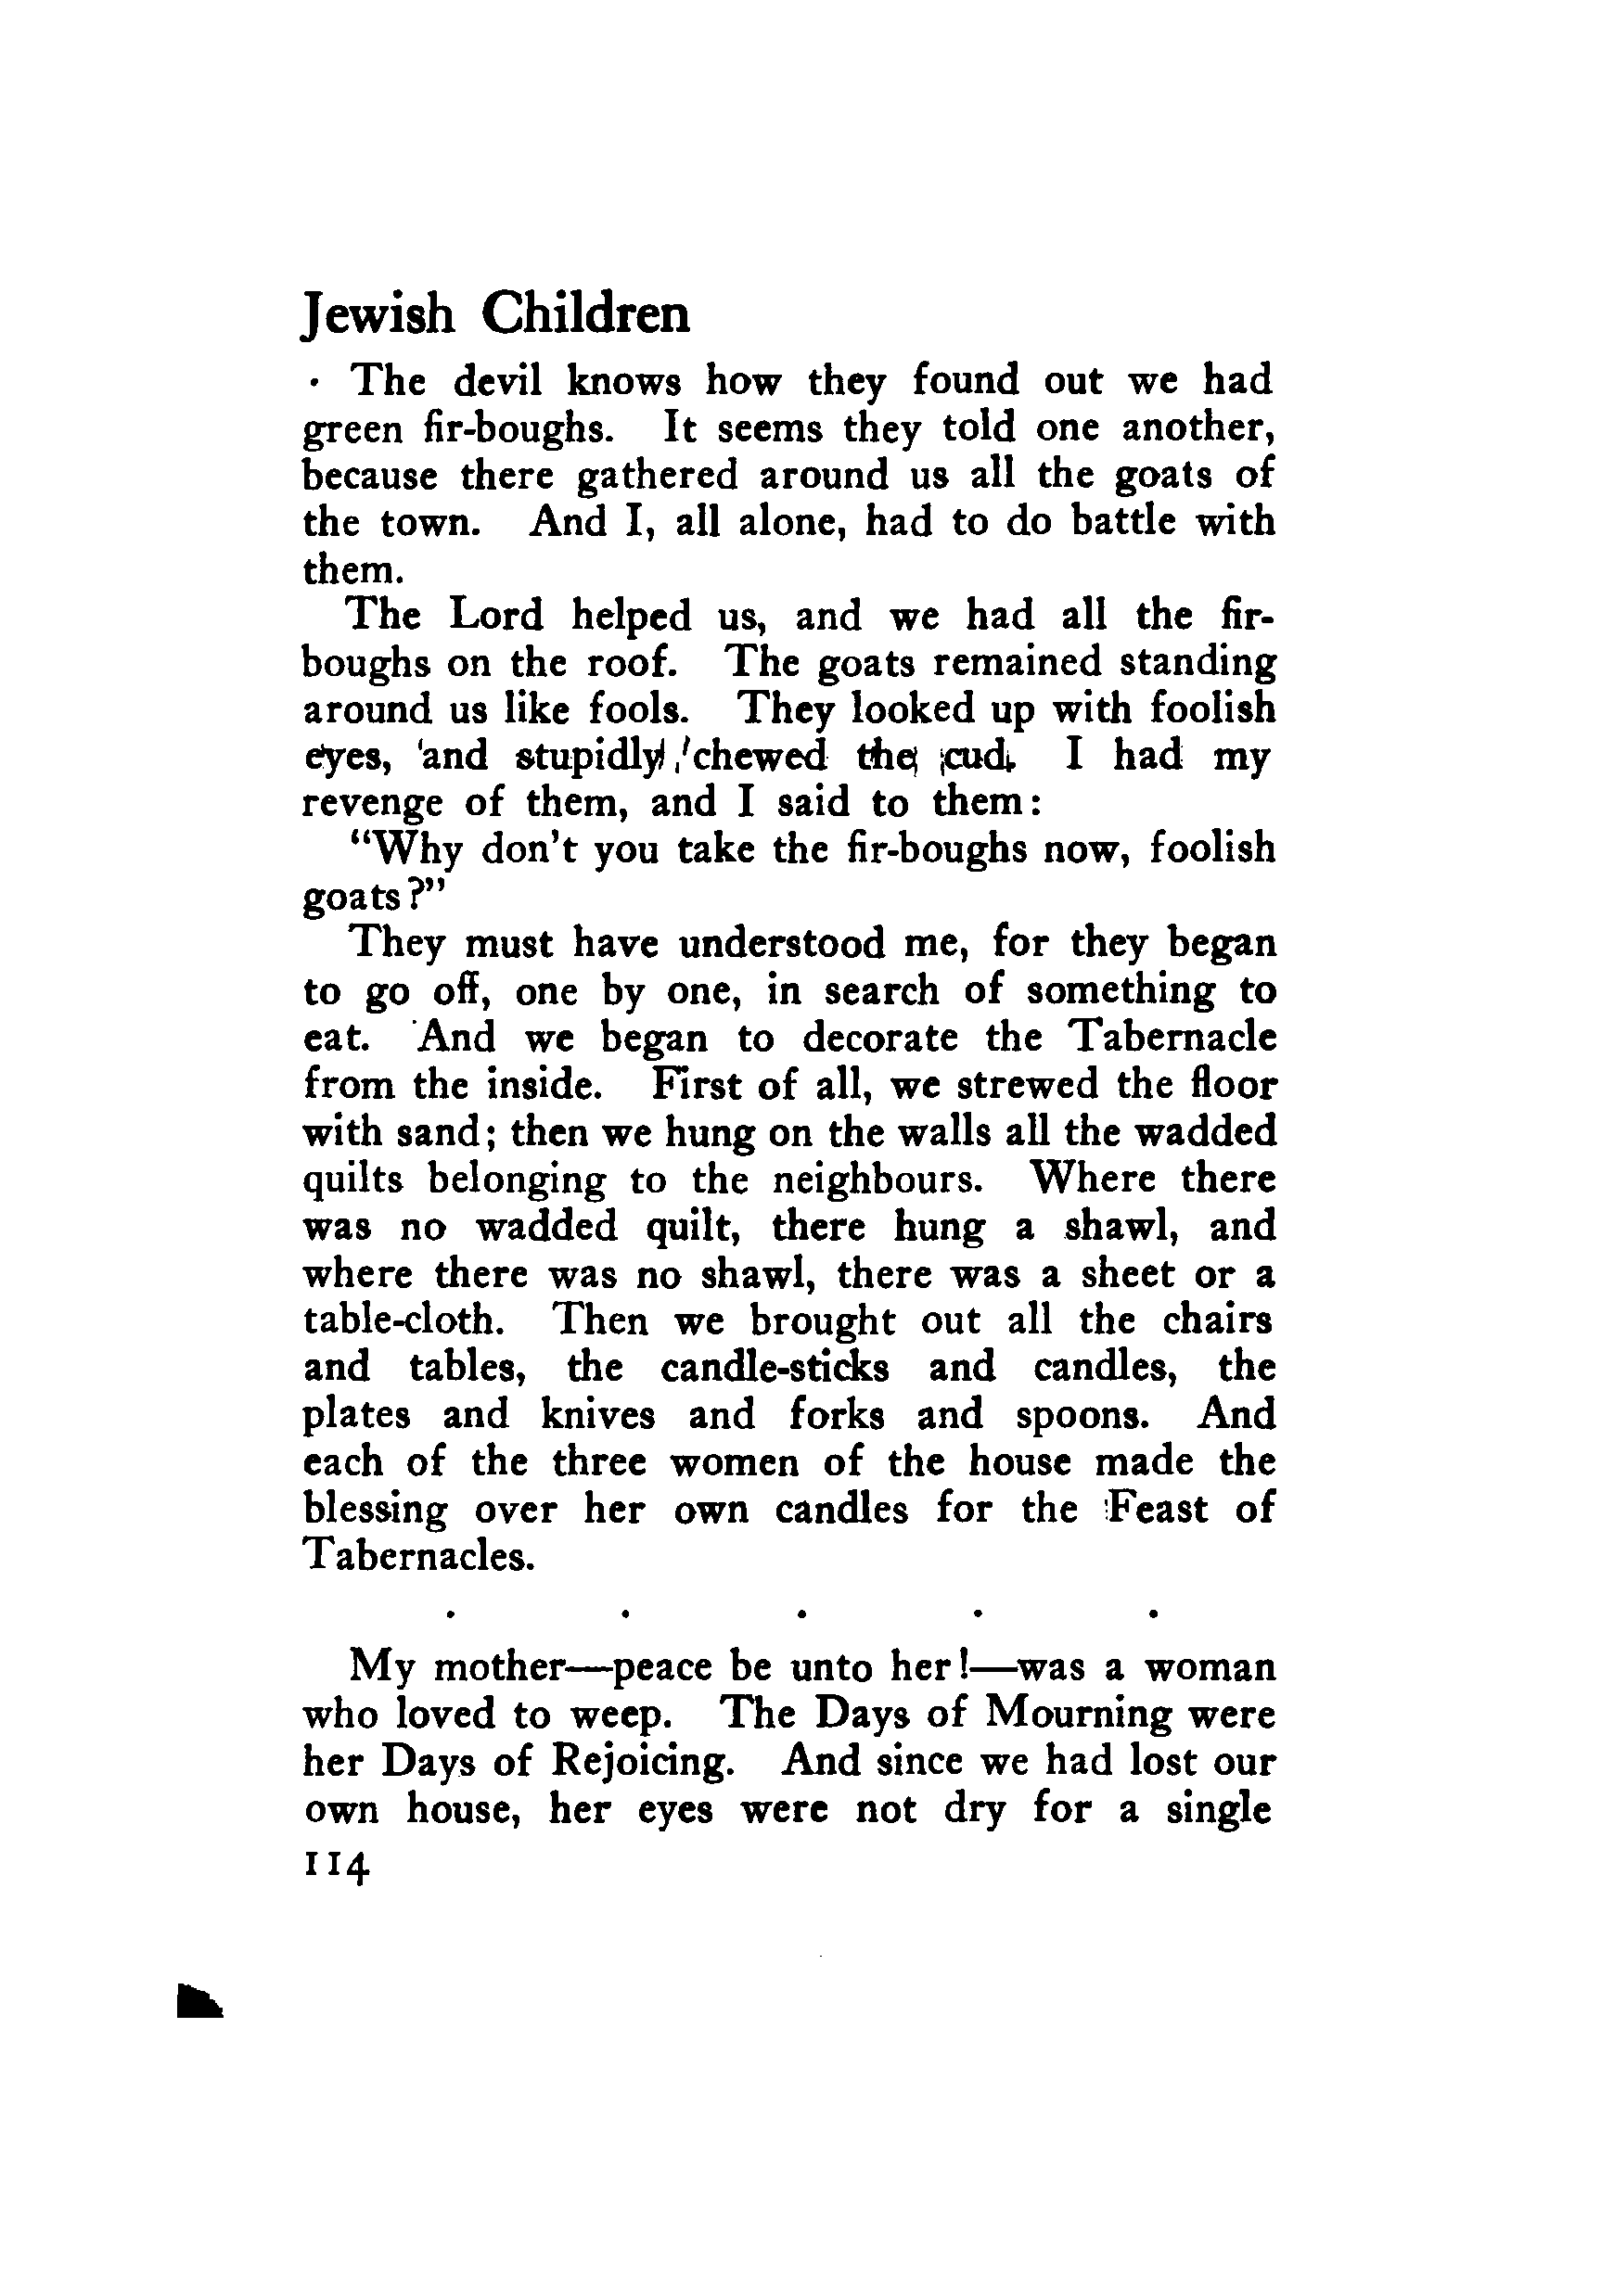 Jewish Children
The devil knows how they found out we had
green fir-boughs. It seems they told one another,
because there gathered around us all the goats of
the town. And I, all alone, had to do battle with
them.
The Lord helped us, and we had all the fir-
boughs on the roof. The goats remained standing
around us like fools. They looked up with foolish
eyes, and stupidly chewed the cud. I had my
revenge of them, and I said to them:
"Why don't you take the fir-boughs now, foolish
goats?"
They must have understood me, for they began
to go off, one by one, in search of something to
eat. And we began to decorate the Tabernacle
from the inside. First of all, we strewed the floor
with sand; then we hung on the walls all the wadded
quilts belonging to the neighbours. Where there
was no wadded quilt, there hung a shawl, and
where there was no shawl, there was a sheet or a
table-cloth. Then we brought out all the chairs
and tables, the candle-sticks and candles, the
plates and knives and forks and spoons. And
each of the three women of the house made the
blessing over her own candles for the Feast of
Tabernacles.
. . . . .
My mother—peace be unto her!—was a woman
who loved to weep. The Days of Mourning were
her Days of Rejoicing. And since we had lost our
own house, her eyes were not dry for a single
114